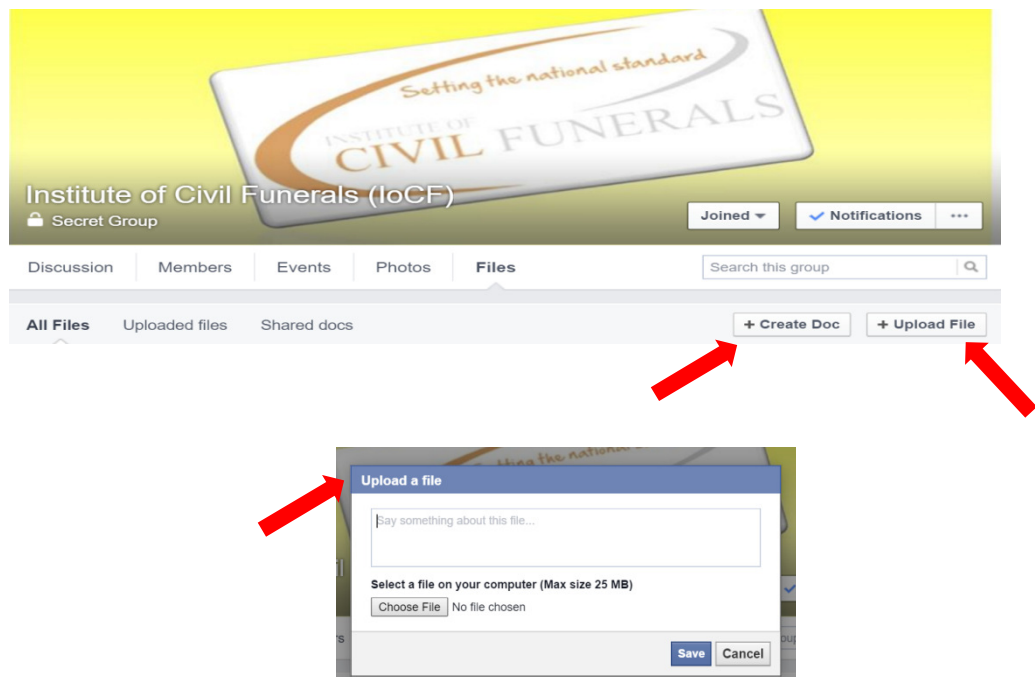 Setting the national standard
INSTITUTE OF
CIVIL FUNERALS
Institute of Civil Funerals (IoCF)
Secret Group
Joined
Notifications
...
Discussion Members Events Photos Files
Search this group
All Files Uploaded files Shared docs
+ Create Doc + Upload File
tting the nation
Upload a file
Say something about this file...
Select a file on your computer (Max size 25 MB)
Choose File No file chosen
Save Cancel